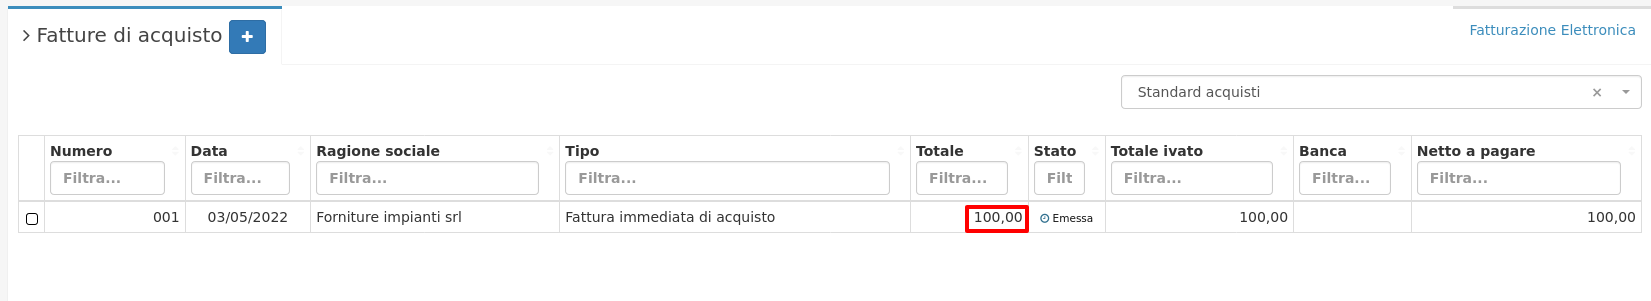 Fatture di acquisto +
Fatturazione Elettronica
Standard acquisti ×
Numero Data Ragione sociale Tipo Totale Stato Totale ivato Banca Netto a pagare
Filtra... Filtra... Filtra... Filtra... Filtra... Filt Filtra... Filtra... Filtra...
001 03/05/2022 Forniture impianti srl Fattura immediata di acquisto 100,00 Emessa 100,00 100,00